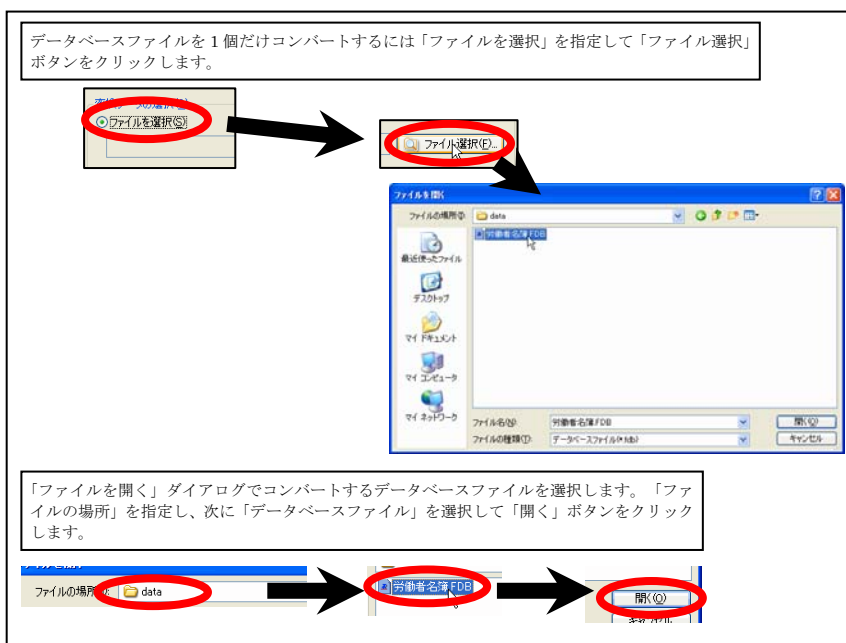 データベースファイルを1個だけコンバートするには「ファイルを選択」を指定して「ファイル選択」
ボタンをクリックします。
ファイルを選択(S)
ファイル選択(F)...
ファイルを開く
ファイルの場所(I):
data
労働者名簿.FDB
最近使ったファイル
デスクトップ
マイ ドキュメント
マイ コンピュータ
マイ ネットワーク
ファイル名(N):
労働者名簿.FDB
開く(O)
ファイルの種類(T):
データベースファイル(*.fdb)
キャンセル
「ファイルを開く」ダイアログでコンバートするデータベースファイルを選択します。「ファ
イルの場所」を指定し、次に「データベースファイル」を選択して「開く」ボタンをクリック
します。
ファイルの場所
data
労働者名簿.FDB
開く(O)